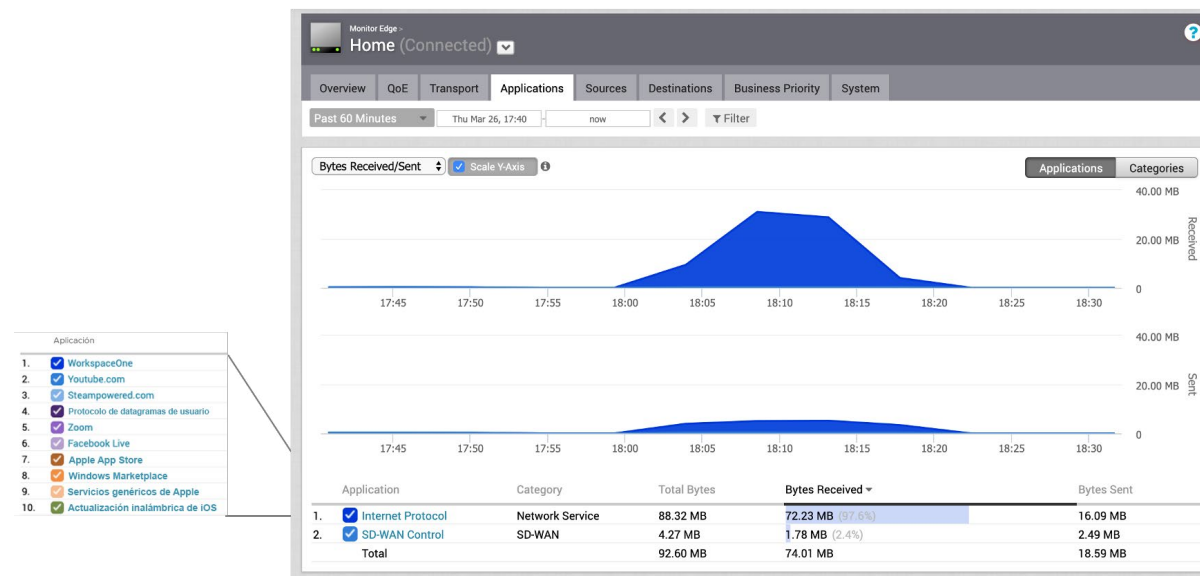 Monitor Edge >
Home (Connected)
?
Overview QoE Transport Applications Sources Destinations Business Priority System
Past 60 Minutes Thu Mar 26, 17:40 - now < > Filter
Bytes Received/Sent Scale Y-Axis i Applications Categories
40.00 MB
20.00 MB
0
Received
17:45 17:50 17:55 18:00 18:05 18:10 18:15 18:20 18:25 18:30
40.00 MB
20.00 MB
0
Sent
17:45 17:50 17:55 18:00 18:05 18:10 18:15 18:20 18:25 18:30
Application Category Total Bytes Bytes Received Bytes Sent
1. Internet Protocol Network Service 88.32 MB 72.23 MB (97.6%) 16.09 MB
2. SD-WAN Control SD-WAN 4.27 MB 1.78 MB (2.4%) 2.49 MB
Total 92.60 MB 74.01 MB 18.59 MB
Aplicación
1. WorkspaceOne
2. Youtube.com
3. Steampowered.com
4. Protocolo de datagramas de usuario
5. Zoom
6. Facebook Live
7. Apple App Store
8. Windows Marketplace
9. Servicios genéricos de Apple
10. Actualización inalámbrica de iOS